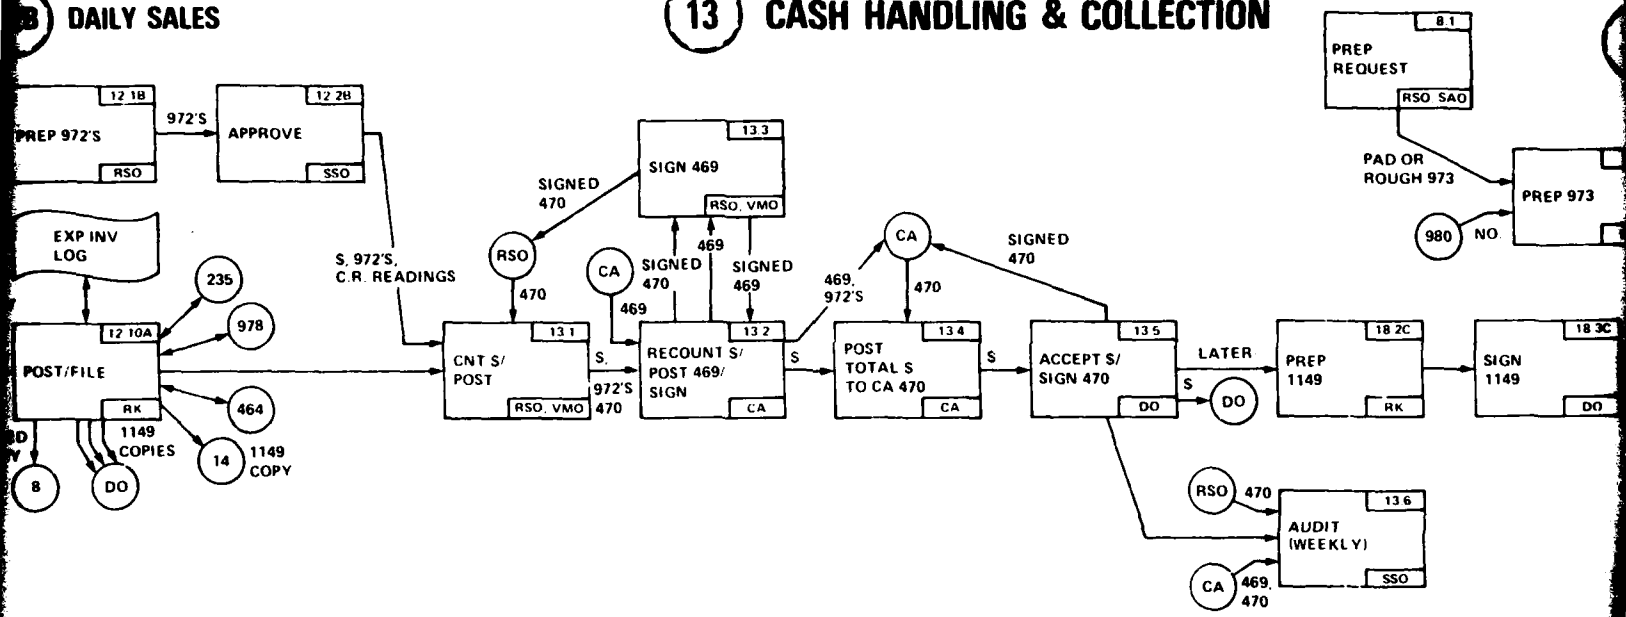 B DAILY SALES
13 CASH HANDLING & COLLECTION
8.1
PREP
REQUEST
RSO, SAO
12.1B
PREP 972'S
RSO
972'S
12.2B
APPROVE
SSO
13.3
SIGN 469
RSO, VMO
PAD OR
ROUGH 973
PREP 973
980
NO.
EXP INV
LOG
S, 972'S,
C.R. READINGS
SIGNED
470
RSO
470
CA
469
SIGNED
470
469
SIGNED
469
469,
972'S
CA
470
SIGNED
470
235
978
12.10A
POST/FILE
RK
464
14
1149
COPY
1149
COPIES
8
DO
13.1
CNT S/
POST
RSO, VMO
S,
972'S
470
13.2
RECOUNT S/
POST 469/
SIGN
CA
S
13.4
POST
TOTAL S
TO CA 470
CA
S
13.5
ACCEPT S/
SIGN 470
DO
LATER
S
DO
18.2C
PREP
1149
RK
18.3C
SIGN
1149
DO
RSO
470
13.6
AUDIT
(WEEKLY)
SSO
CA
469,
470